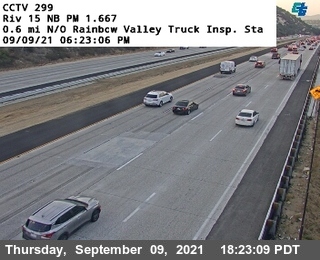 CCTV 299
Riv 15 NB PM 1.667
0.6 mi N/O Rainbcw Valley Truck Insp. Sta
09/09/21 06:23:06 PM
Thursday, September 09, 2021 18:23:09 PDT